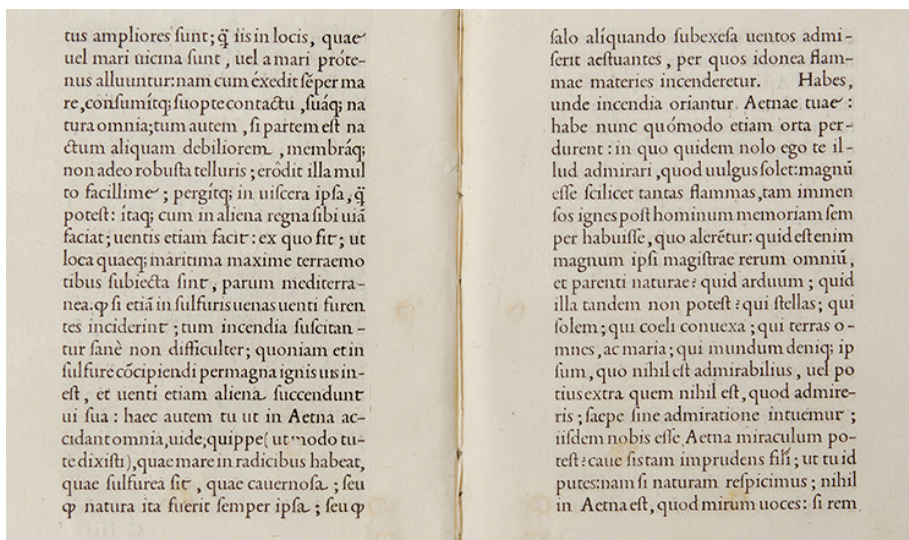 tus ampliores ſunt; q̃ iis in locis, quae
uel mari uicina ſunt, uel a mari próte-
nus alluuntur: nam cum éxedit ſẽper ma
re, conſumítq; ſuopte contactu, ſuáq; na
tura omnia; tum autem, ſi partem eſt na
ctum aliquam debiliorem, membráq;
non adeo robuſta telluris; erôdit illa mul
to facillime; pergítq; in uiſcera ipſa, q̃
poteſt: ítaq; cum in aliena regna ſibi uiã
faciat; uentis etiam facit: ex quo fit; ut
loca quaeq; maritima maxime terraemo
tibus ſubiecta ſint, parum mediterra-
nea. ꝙ ſi etiã in ſulfuris uenas uenti furen
tes inciderint; tum incendia ſuſcitan-
tur ſanè non difficulter; quoniam et in
ſulfure cõcipiendi permagna ignis uis in-
eſt, et uenti etiam aliena ſuccendunt
ui ſua: haec autem tu ut in Aetna ac-
cidant omnia, uide; quippe (ut modo tu-
te dixiſti), quae mare in radicibus habeat,
quae ſulfurea ſit, quae cauernoſa; ſeu
ꝙ natura ita fuerit ſemper ipſa; ſeu ꝙ
ſalo alíquando ſubexeſa uentos admi-
ſerit aeſtuantes, per quos idonea flam-
mae materies incenderetur. Habes,
unde incendia oriantur Aetnae tuae:
habe nunc quómodo etiam orta per-
durent: in quo quidem nolo ego te il-
lud admirari, quod uulgus ſolet: magnũ
eſſe ſcilicet tantas flammas, tam immen
ſos ignes poſt hominum memoriam ſem
per habuiſſe, quo alerétur: quid eſt enim
magnum ipſi magiſtrae rerum omniũ,
et parenti naturae? quid arduum; quid
illa tandem non poteſt? qui ſtellas; qui
ſolem; qui coeli conuexa; qui terras o-
mnes, ac maria; qui mundum deniq; ip
ſum, quo nihil eſt admirabilius, uel po
tius extra quem nihil eſt, quod admire-
ris; ſaepe ſine admiratione intuemur;
iiſdem nobis eſſe Aetna miraculum po-
teſt? caue ſis tam imprudens fili; ut tu id
putes: nam ſi naturam reſpicimus; nihil
in Aetna eſt, quod mirum uoces: ſi rem